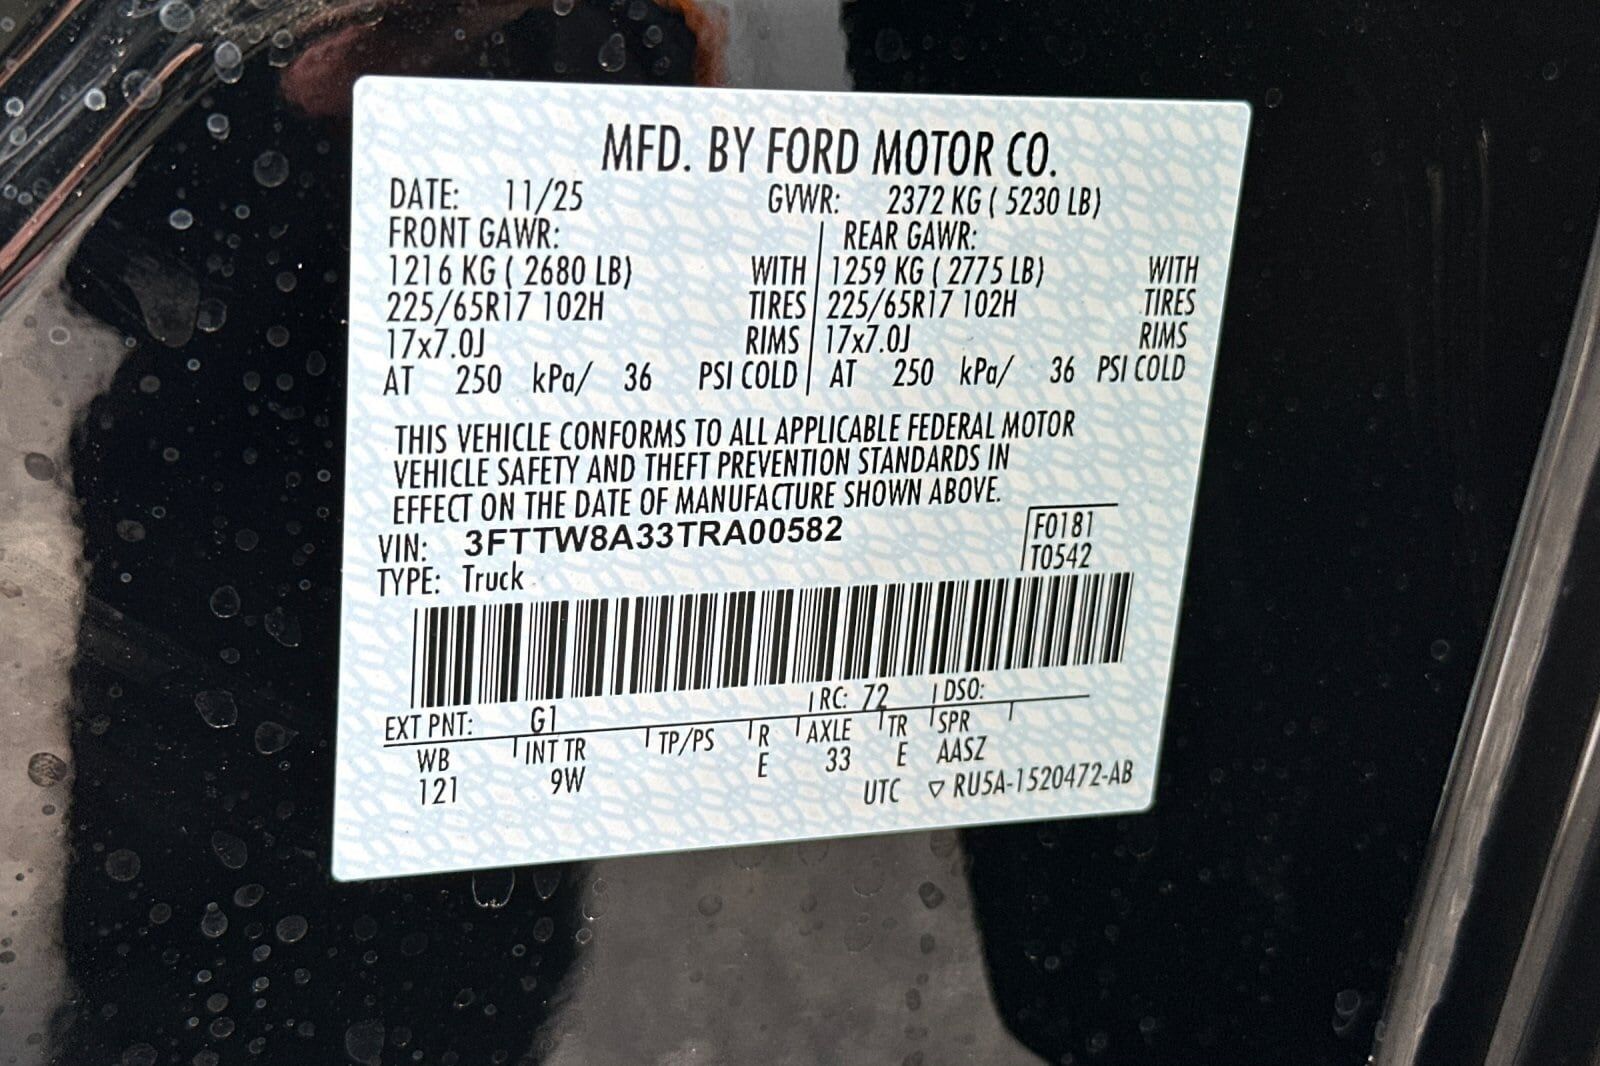 MFD. BY FORD MOTOR CO.
DATE: 11/25 GVWR: 2372 KG ( 5230 LB)
FRONT GAWR: REAR GAWR:
1216 KG ( 2680 LB) WITH 1259 KG ( 2775 LB) WITH
225/65R17 102H TIRES 225/65R17 102H TIRES
17x7.0J RIMS 17x7.0J RIMS
AT 250 kPa/ 36 PSI COLD AT 250 kPa/ 36 PSI COLD
THIS VEHICLE CONFORMS TO ALL APPLICABLE FEDERAL MOTOR
VEHICLE SAFETY AND THEFT PREVENTION STANDARDS IN
EFFECT ON THE DATE OF MANUFACTURE SHOWN ABOVE.
VIN: 3FTTW8A33TRA00582 F0181
TYPE: Truck T0542
EXT PNT: G1 RC: 72 DSO:
WB INT TR TP/PS R AXLE TR SPR
121 9W E 33 E AASZ
UTC ▽ RU5A-1520472-AB